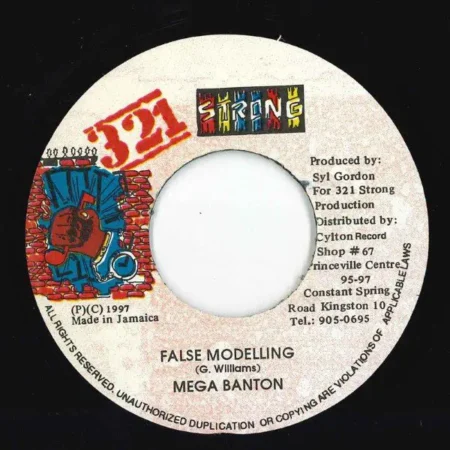 321
STRONG
Produced by:
Syl Gordon
For 321 Strong
Production
Distributed by:
Cylton Record
Shop # 67
Princeville Centre
95-97
Constant Spring
Road Kingston 10
Tel.: 905-0695
(P)(C) 1997
Made in Jamaica
FALSE MODELLING
(G. Williams)
MEGA BANTON
ALL RIGHTS RESERVED. UNAUTHORIZED DUPLICATION OR COPYING ARE VIOLATIONS OF APPLICABLE LAWS